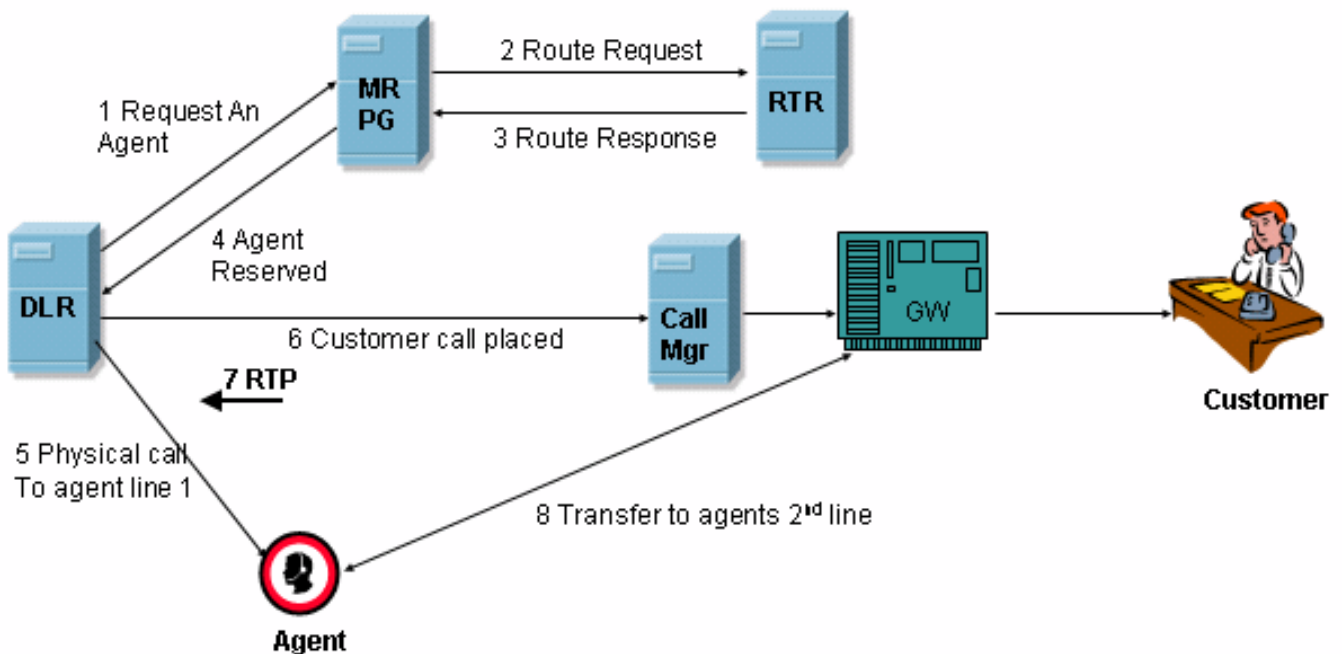 2 Route Request
MR
PG
RTR
1 Request An
Agent
3 Route Response
4 Agent
Reserved
DLR
6 Customer call placed
Call
Mgr
GW
Customer
7 RTP
5 Physical call
To agent line 1
8 Transfer to agents 2nd line
Agent